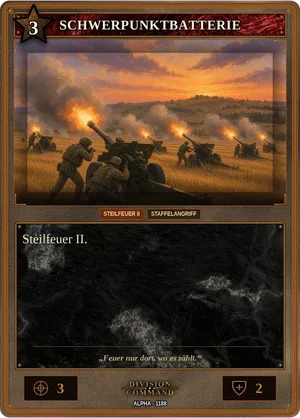 3
SCHWERPUNKTBATTERIE
STEILFEUER II STAFFELANGRIFF
Steilfeuer II.
„Feuer nur dort, wo es zählt.“
3 DIVISION COMMAND 2
ALPHA 1188